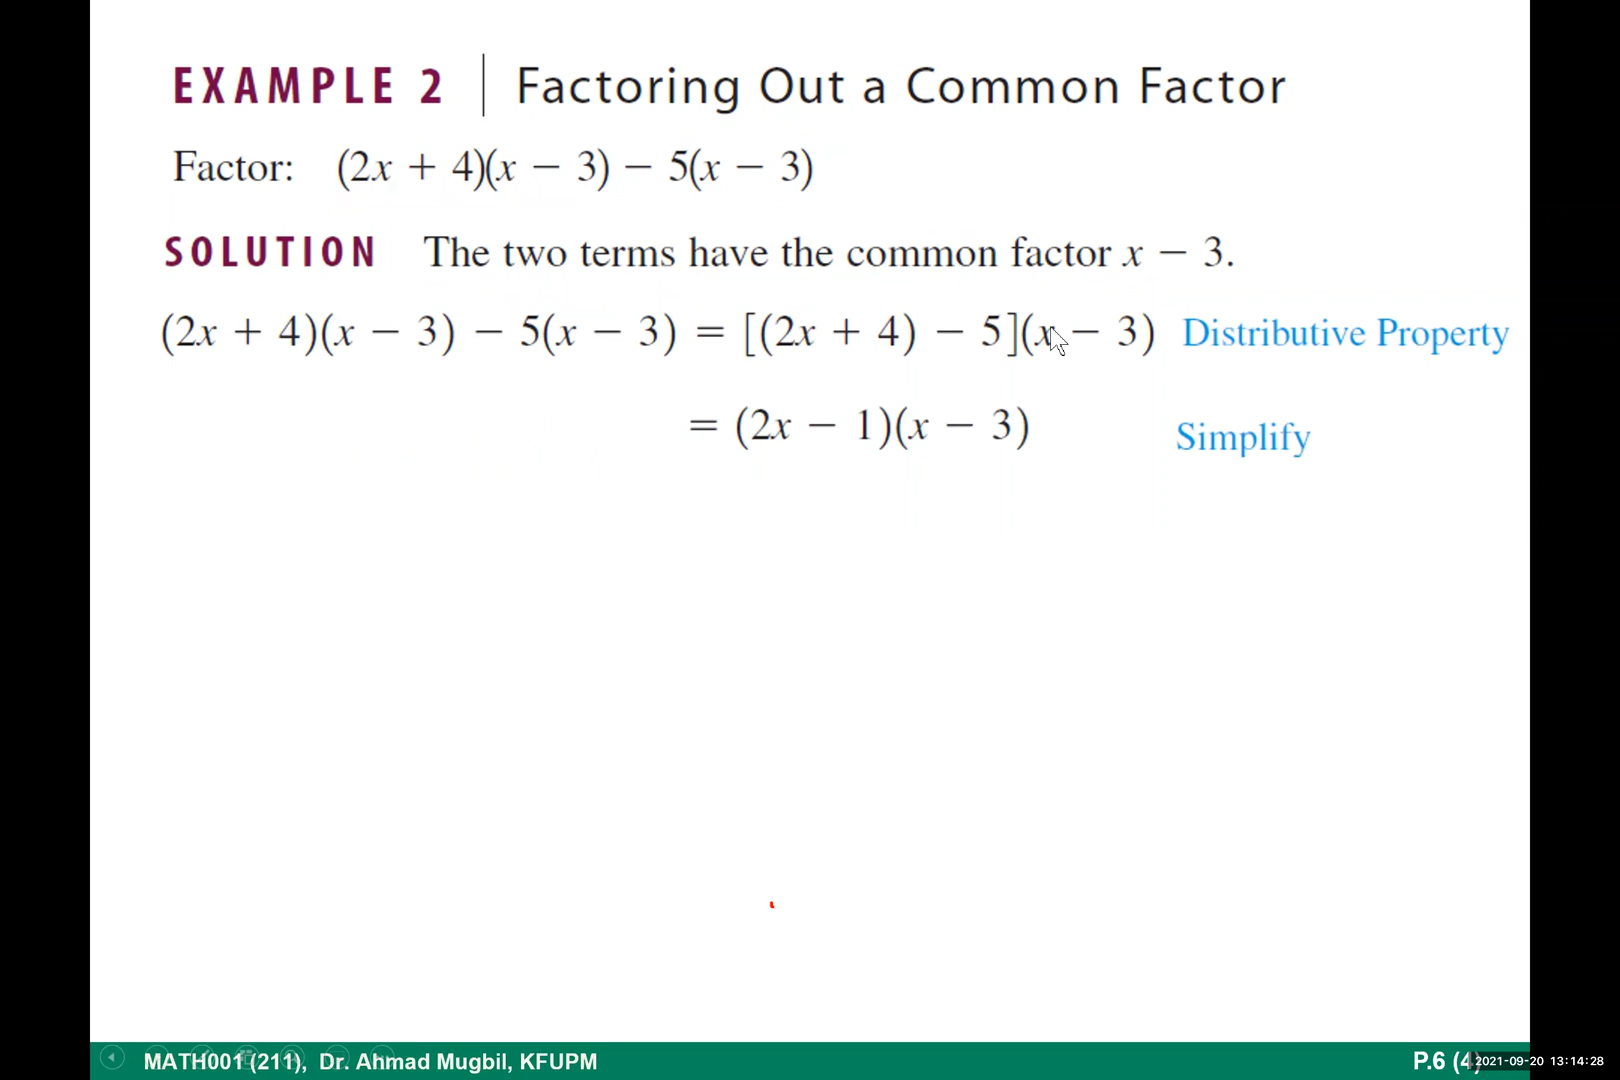 EXAMPLE 2 | Factoring Out a Common Factor
Factor: (2x + 4)(x − 3) − 5(x − 3)
SOLUTION The two terms have the common factor x − 3.
(2x + 4)(x − 3) − 5(x − 3) = [(2x + 4) − 5](x − 3) Distributive Property
= (2x − 1)(x − 3) Simplify
MATH001 (211), Dr. Ahmad Mugbil, KFUPM P.6 (4) 2021-09-20 13:14:28